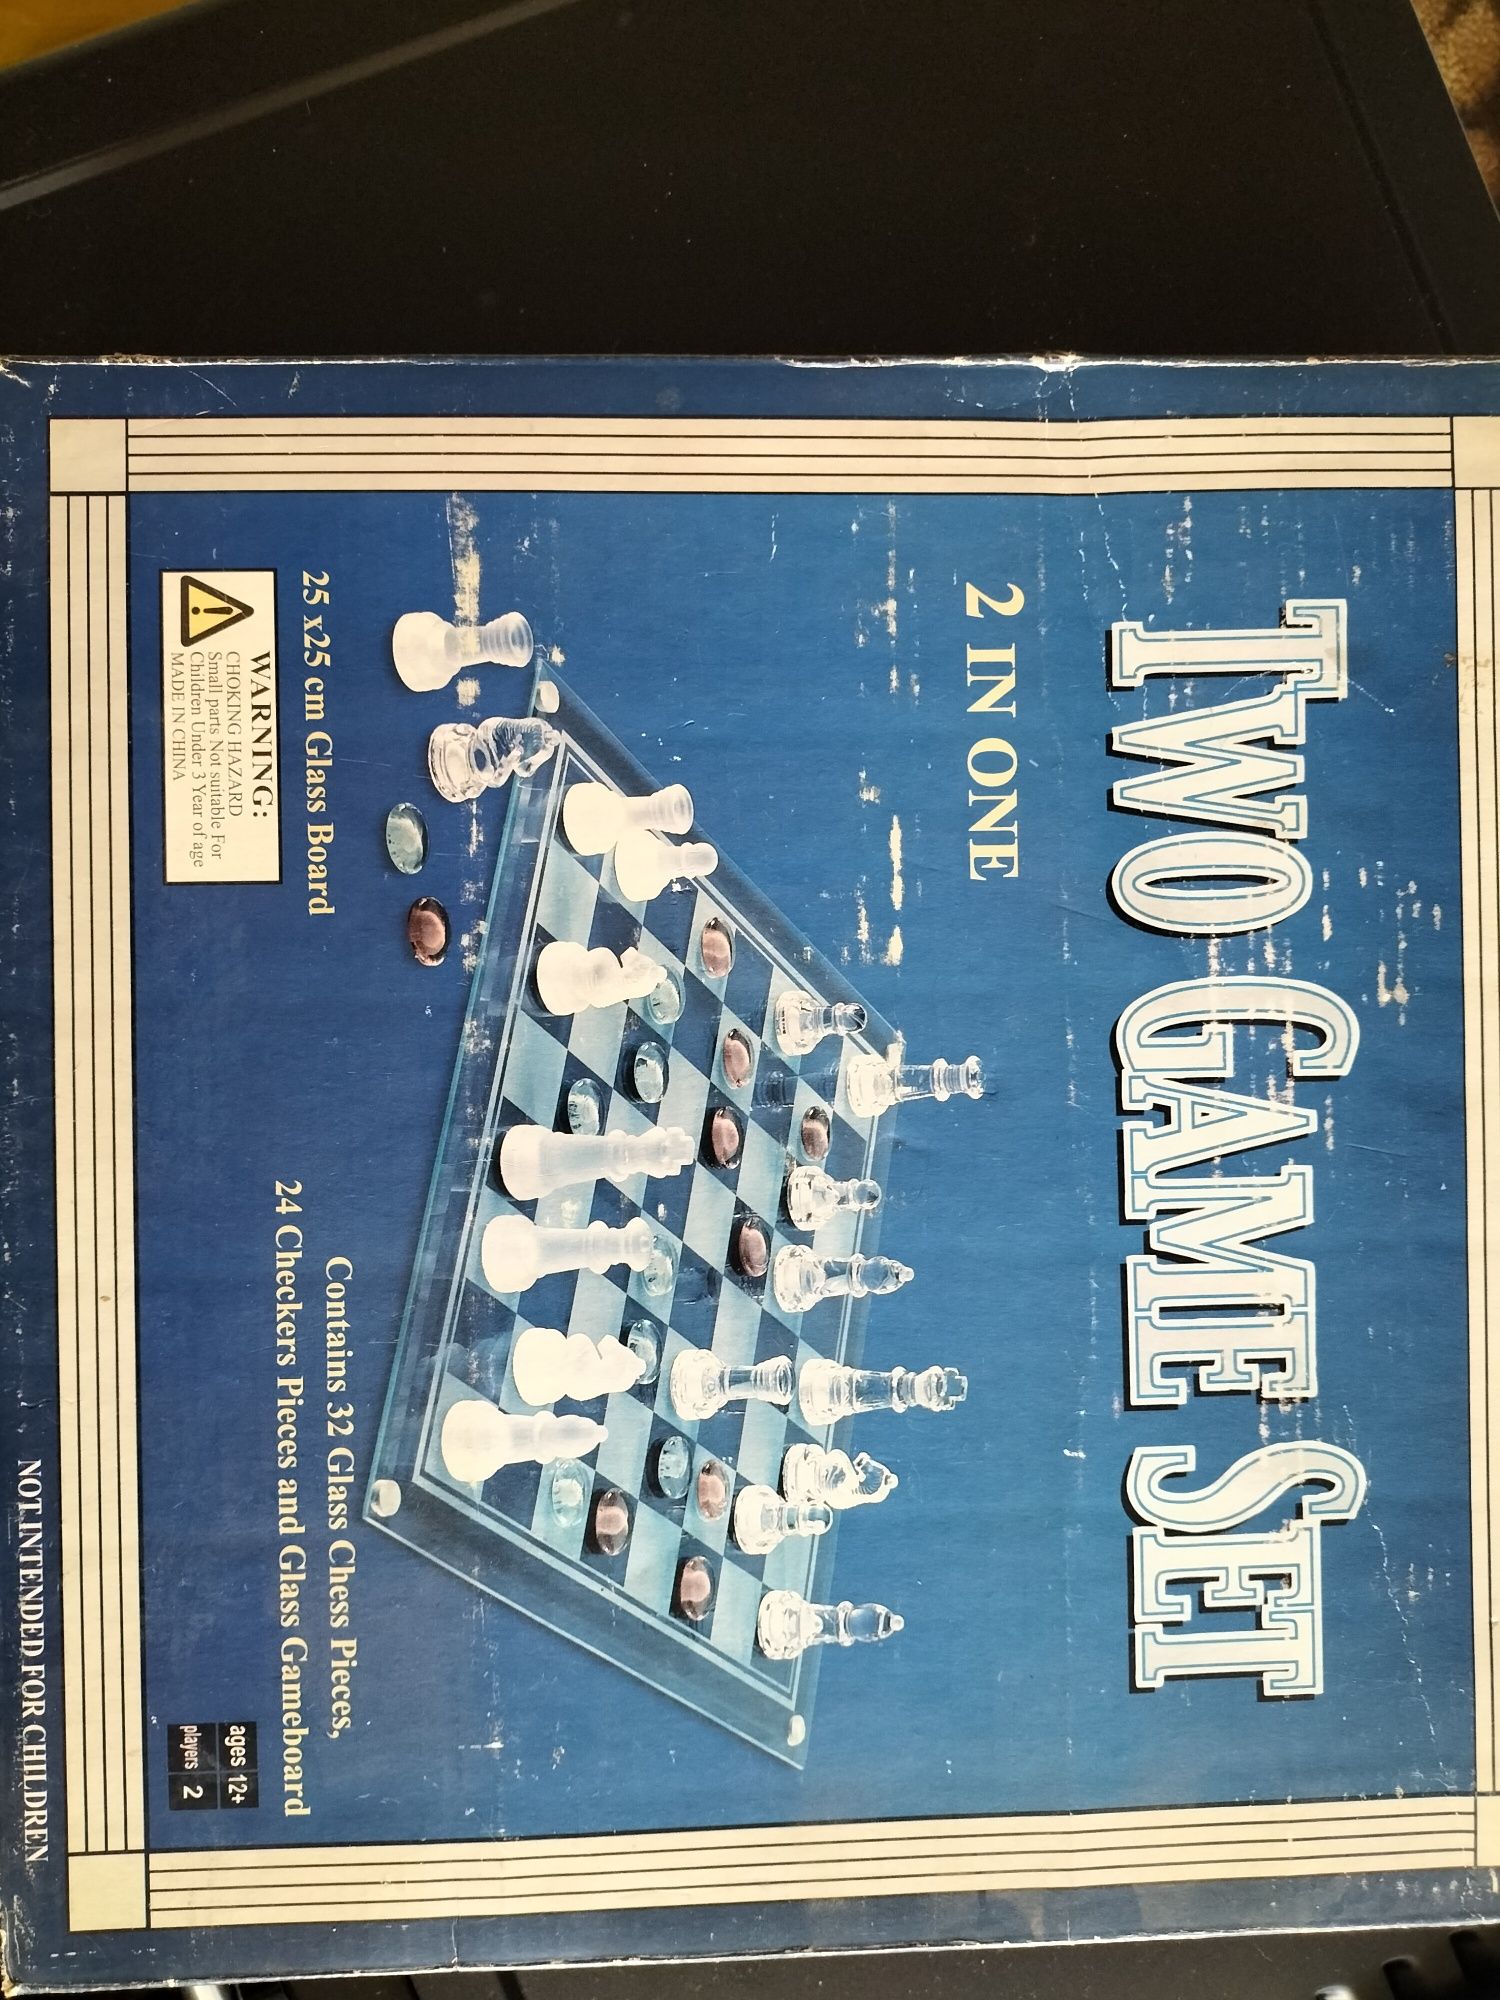 TWO GAME SET
2 IN ONE
25 x25 cm Glass Board
WARNING:
CHOKING HAZARD
Small parts Not suitable For
Children Under 3 Year of age
MADE IN CHINA
Contains 32 Glass Chess Pieces,
24 Checkers Pieces and Glass Gameboard
ages 12+
players 2
NOT INTENDED FOR CHILDREN